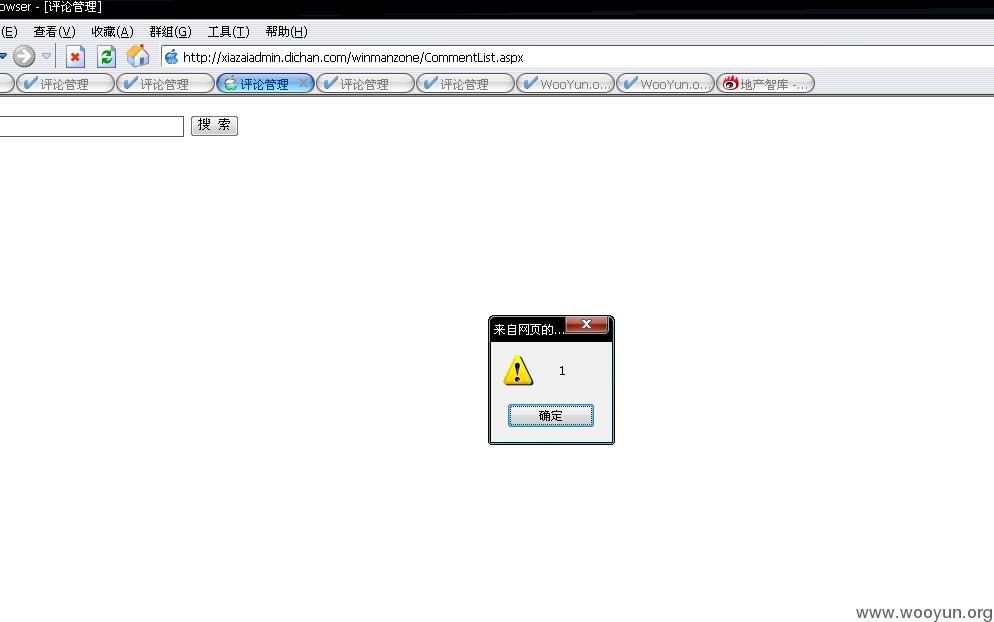 owser - [评论管理]
(E) 查看(V) 收藏(A) 群组(G) 工具(T) 帮助(H)
http://xiazaiadmin.dichan.com/winmanzone/CommentList.aspx
评论管理 评论管理 评论管理 评论管理 评论管理 WooYun.o... WooYun.o... 地产智库 -...
搜 索
来自网页的...
1
确定
www.wooyun.org